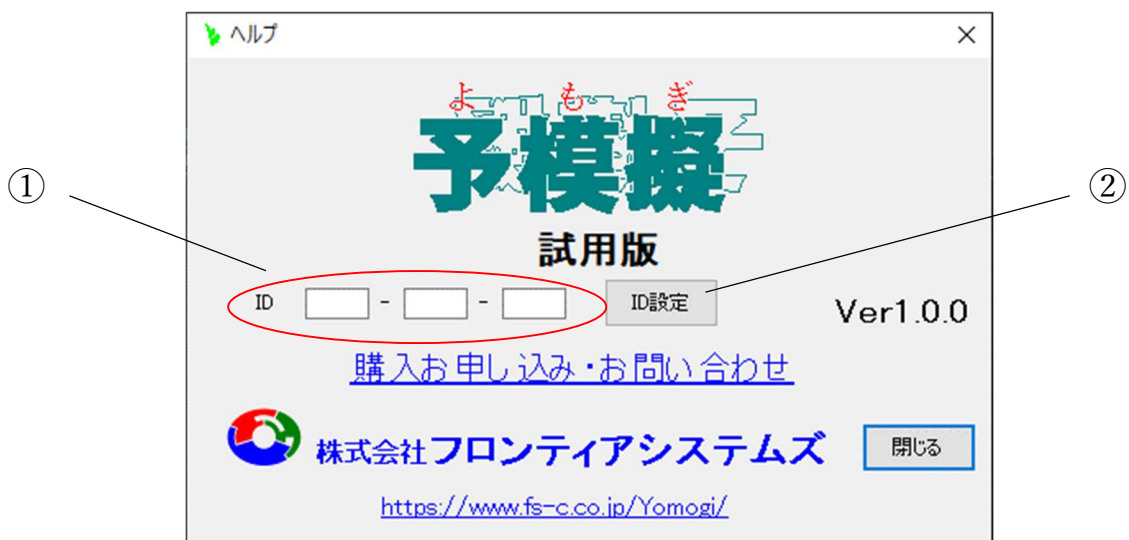 ヘルプ
よもぎ
予模擬
① ②
試用版
ID - - ID設定
Ver1.0.0
購入お申し込み・お問い合わせ
株式会社フロンティアシステムズ 閉じる
https://www.fs-c.co.jp/Yomogi/